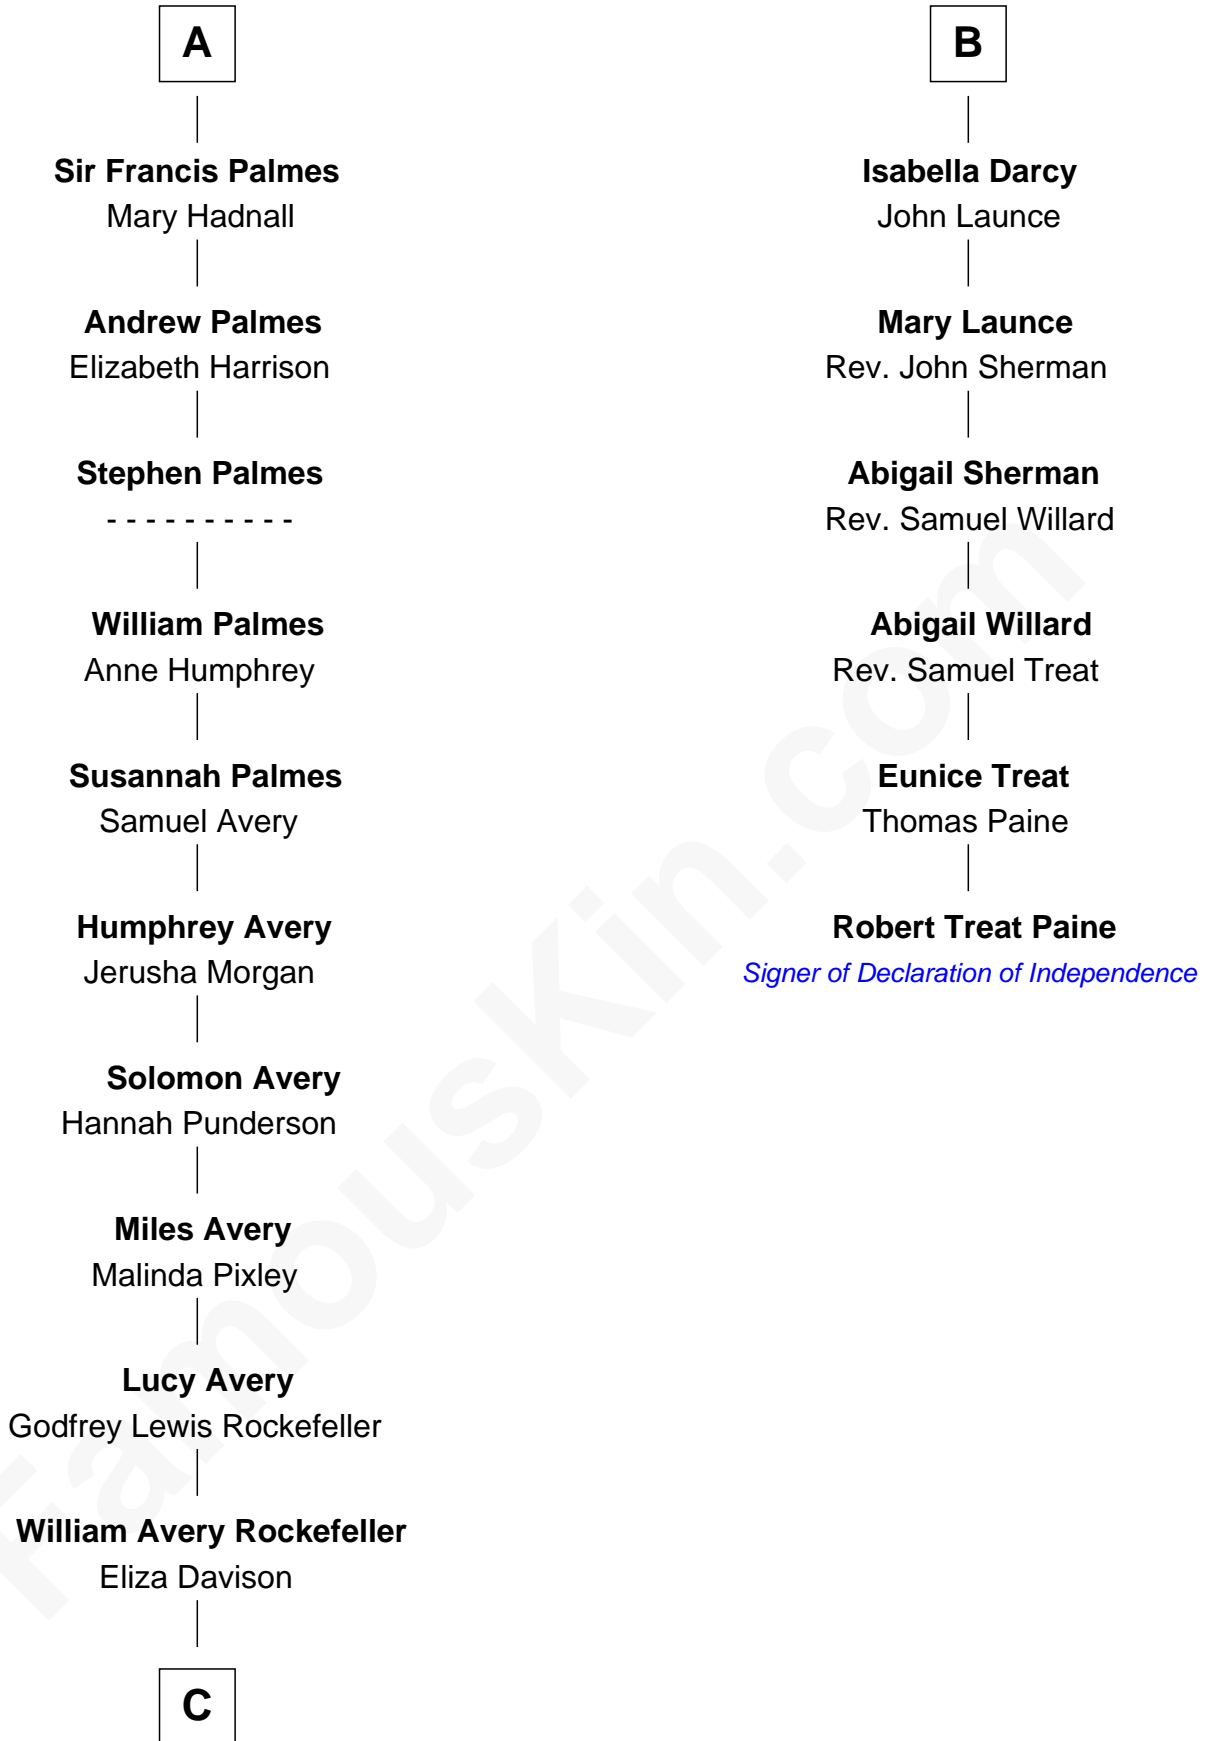 A
Sir Francis Palmes
Mary Hadnall
Andrew Palmes
Elizabeth Harrison
Stephen Palmes
- - - - - - - - - -
William Palmes
Anne Humphrey
Susannah Palmes
Samuel Avery
Humphrey Avery
Jerusha Morgan
Solomon Avery
Hannah Punderson
Miles Avery
Malinda Pixley
Lucy Avery
Godfrey Lewis Rockefeller
William Avery Rockefeller
Eliza Davison
C
B
Isabella Darcy
John Launce
Mary Launce
Rev. John Sherman
Abigail Sherman
Rev. Samuel Willard
Abigail Willard
Rev. Samuel Treat
Eunice Treat
Thomas Paine
Robert Treat Paine
Signer of Declaration of Independence
FamousKin.com